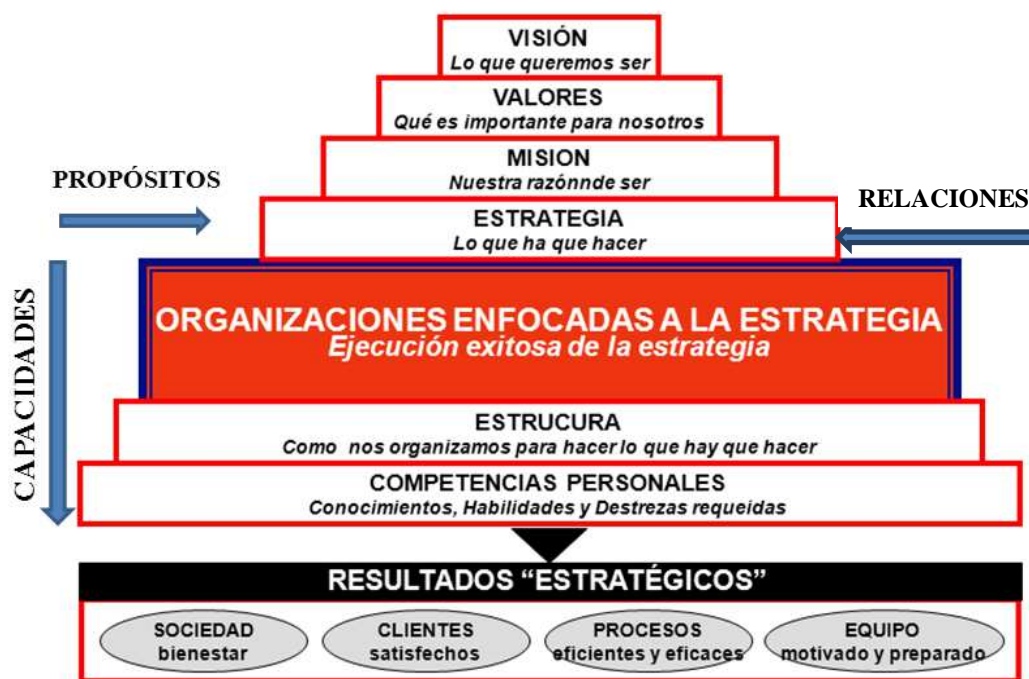 VISIÓN
Lo que queremos ser
VALORES
Qué es importante para nosotros
MISION
Nuestra razónnde ser
PROPÓSITOS
RELACIONES
ESTRATEGIA
Lo que ha que hacer
CAPACIDADES
ORGANIZACIONES ENFOCADAS A LA ESTRATEGIA
Ejecución exitosa de la estrategia
ESTRUCURA
Como nos organizamos para hacer lo que hay que hacer
COMPETENCIAS PERSONALES
Conocimientos, Habilidades y Destrezas requeidas
RESULTADOS “ESTRATÉGICOS”
SOCIEDAD
bienestar
CLIENTES
satisfechos
PROCESOS
eficientes y eficaces
EQUIPO
motivado y preparado